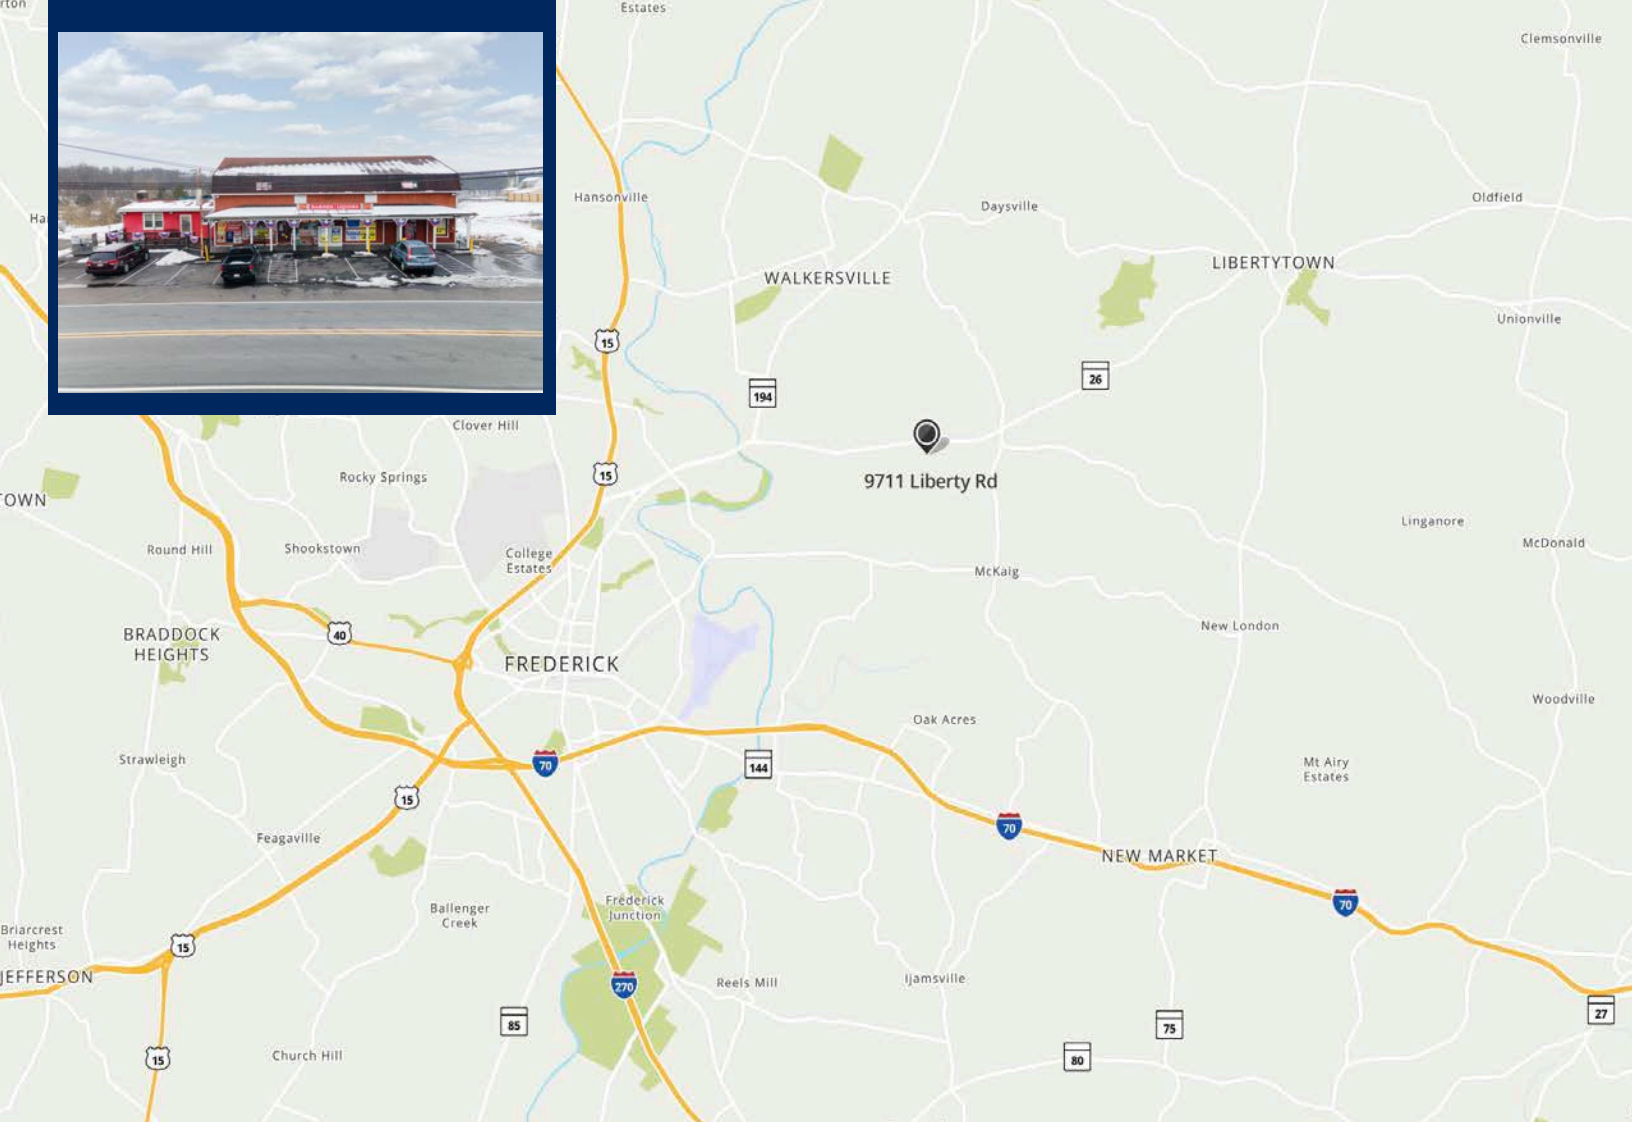 Estates
Clemsonville
Hansonville
Daysville
Oldfield
WALKERSVILLE
LIBERTYTOWN
Unionville
15
194
26
Clover Hill
Rocky Springs
15
9711 Liberty Rd
TOWN
Linganore
Round Hill
Shookstown
College
Estates
McKaig
McDonald
BRADDOCK
HEIGHTS
40
FREDERICK
New London
Woodville
Oak Acres
Strawleigh
70
144
Mt Airy
Estates
15
Feagaville
70
NEW MARKET
70
Ballenger
Creek
Frederick
Junction
Briarcrest
Heights
15
JEFFERSON
270
Reels Mill
Ijamsville
85
75
27
15
Church Hill
80